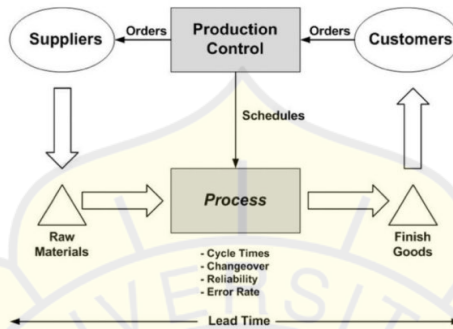 Suppliers
Orders
Production
Control
Orders
Customers
Schedules
Process
Raw
Materials
Finish
Goods
- Cycle Times
- Changeover
- Reliability
- Error Rate
Lead Time